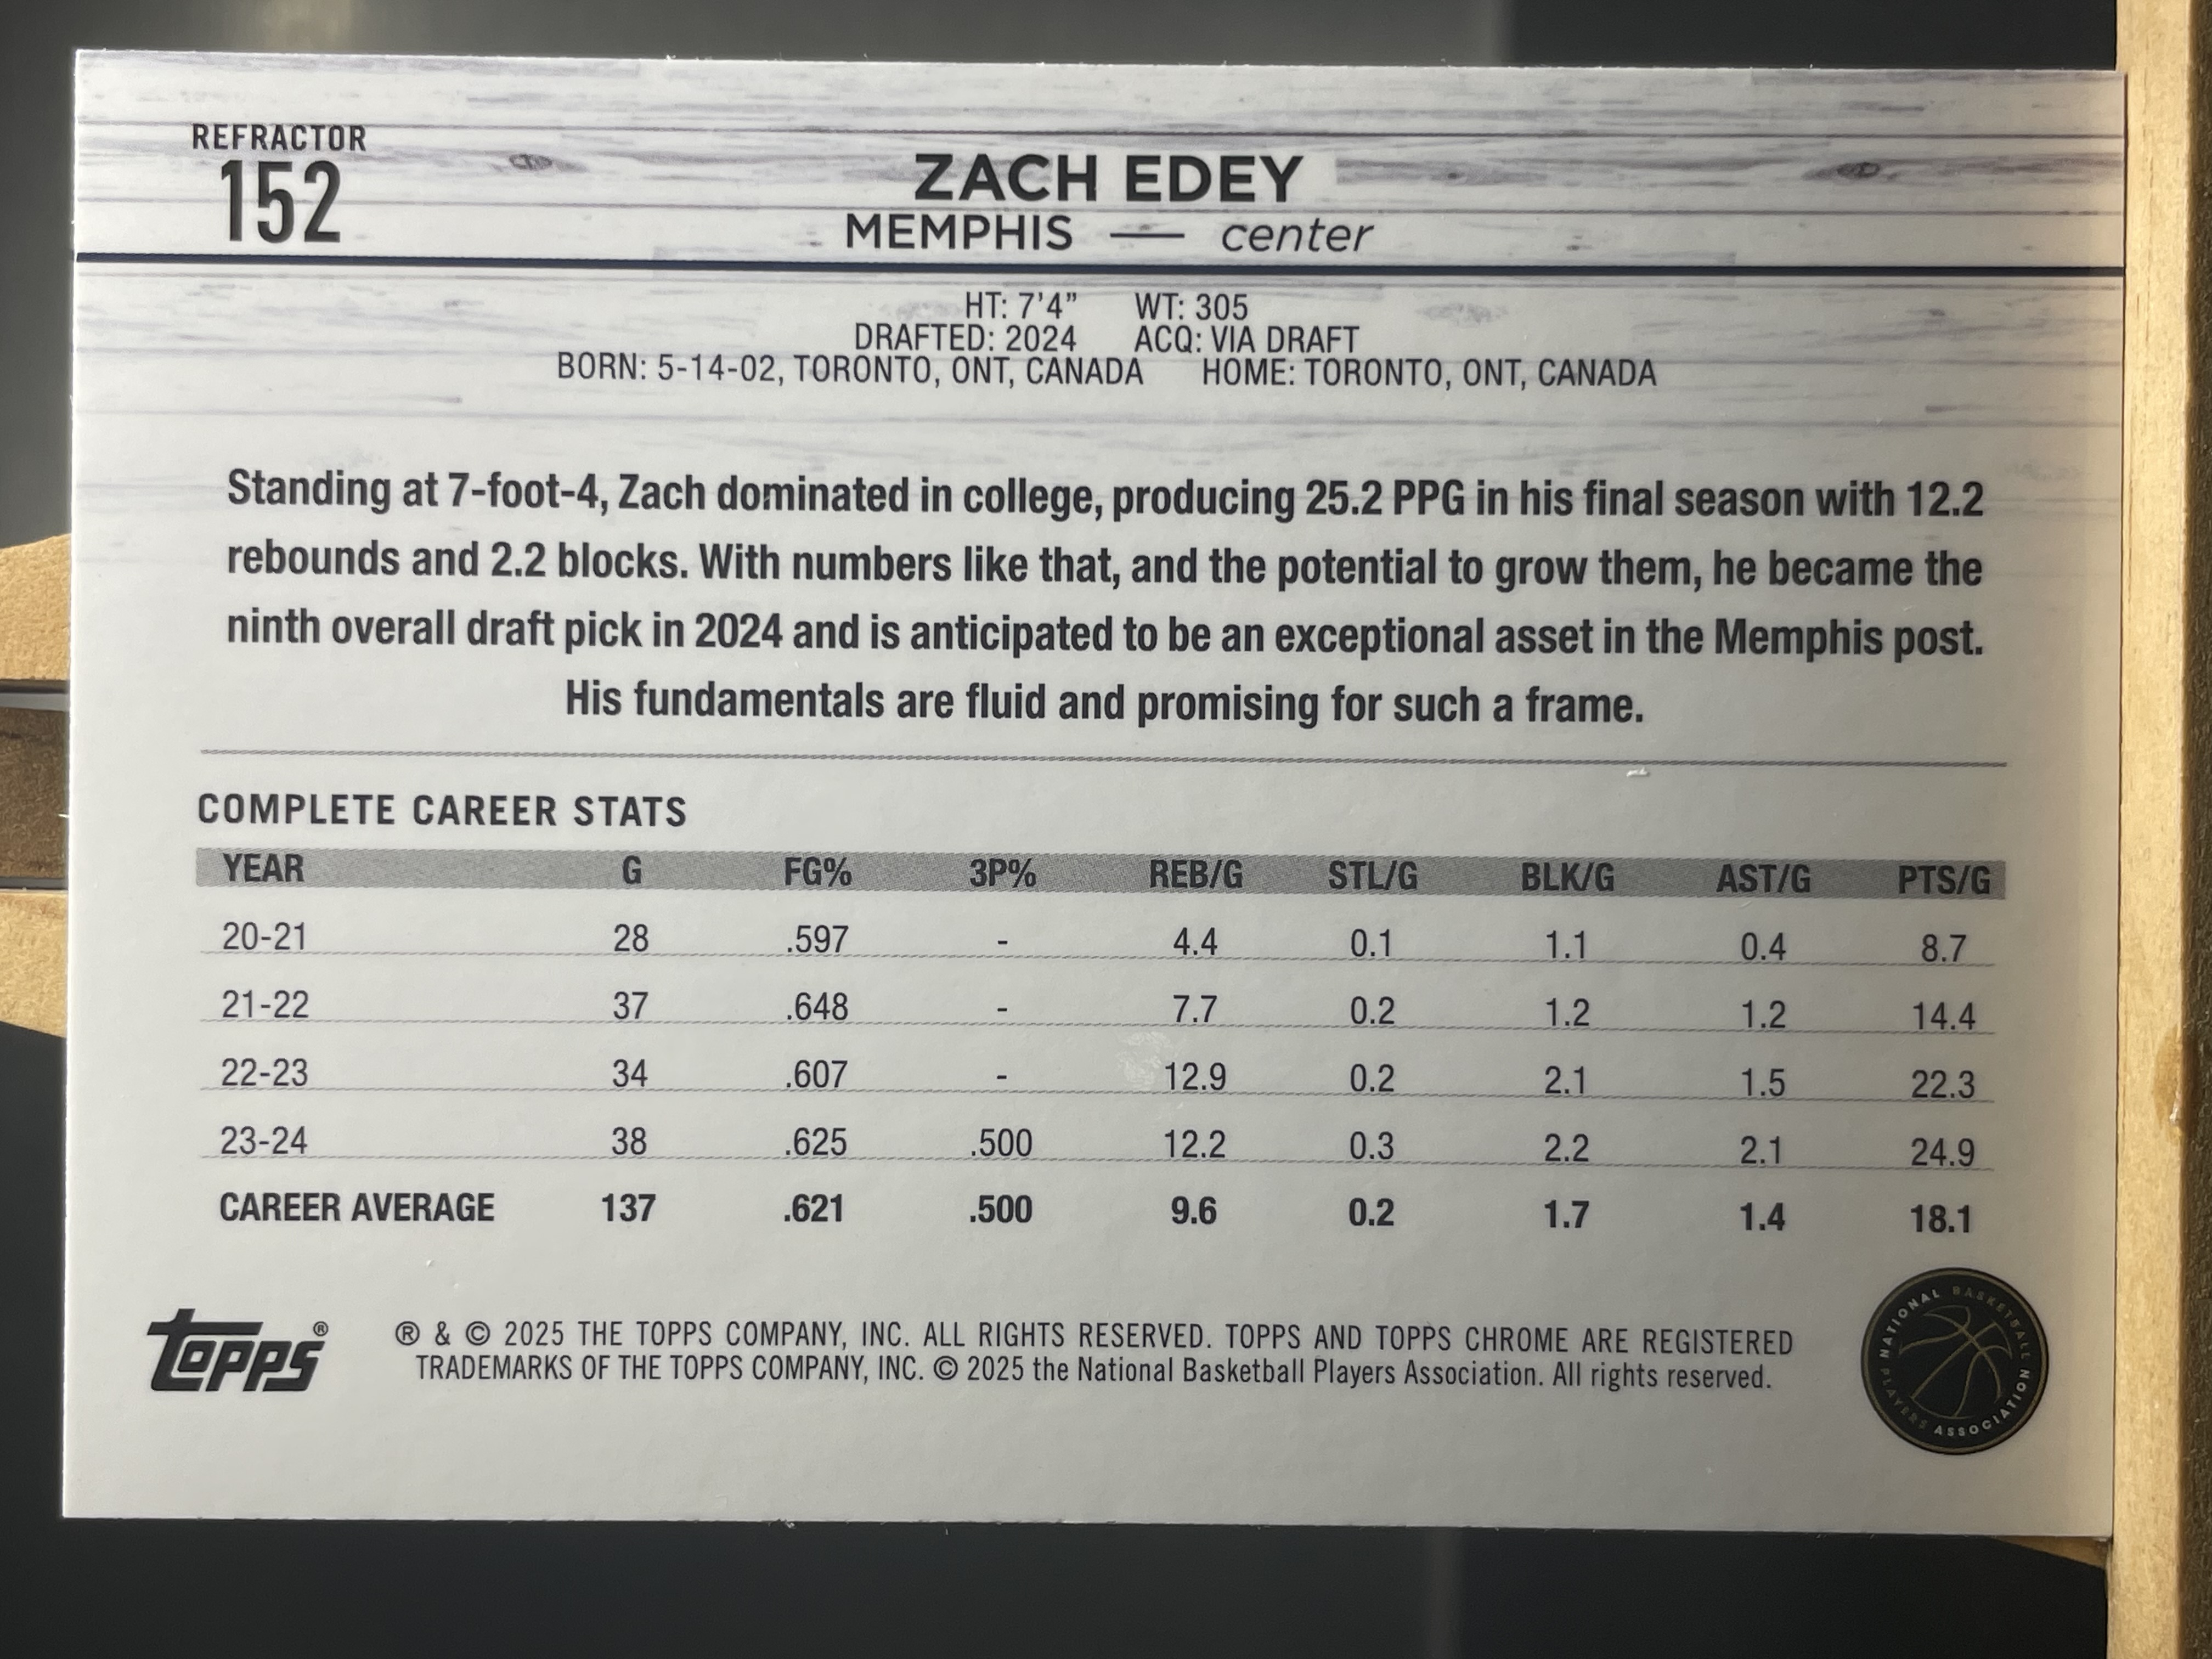 REFRACTOR
152
ZACH EDEY
MEMPHIS — center
HT: 7'4" WT: 305
DRAFTED: 2024 ACQ: VIA DRAFT
BORN: 5-14-02, TORONTO, ONT, CANADA HOME: TORONTO, ONT, CANADA
Standing at 7-foot-4, Zach dominated in college, producing 25.2 PPG in his final season with 12.2
rebounds and 2.2 blocks. With numbers like that, and the potential to grow them, he became the
ninth overall draft pick in 2024 and is anticipated to be an exceptional asset in the Memphis post.
His fundamentals are fluid and promising for such a frame.
COMPLETE CAREER STATS
YEAR G FG% 3P% REB/G STL/G BLK/G AST/G PTS/G
20-21 28 .597 - 4.4 0.1 1.1 0.4 8.7
21-22 37 .648 - 7.7 0.2 1.2 1.2 14.4
22-23 34 .607 - 12.9 0.2 2.1 1.5 22.3
23-24 38 .625 .500 12.2 0.3 2.2 2.1 24.9
CAREER AVERAGE 137 .621 .500 9.6 0.2 1.7 1.4 18.1
topps®
® & © 2025 THE TOPPS COMPANY, INC. ALL RIGHTS RESERVED. TOPPS AND TOPPS CHROME ARE REGISTERED
TRADEMARKS OF THE TOPPS COMPANY, INC. © 2025 the National Basketball Players Association. All rights reserved.
NATIONAL BASKETBALL PLAYERS ASSOCIATION